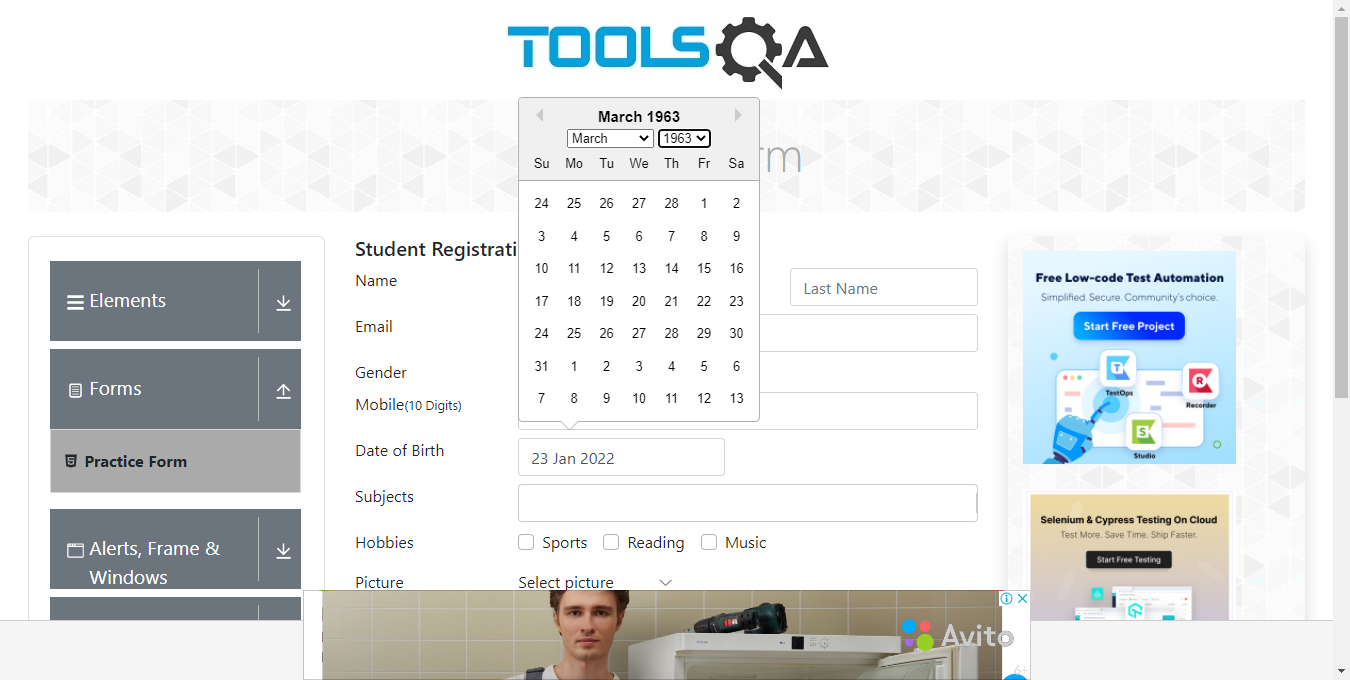 TOOLSQA
rm
March 1963
March
1963
Su Mo Tu We Th Fr Sa
24 25 26 27 28 1 2
3 4 5 6 7 8 9
10 11 12 13 14 15 16
17 18 19 20 21 22 23
24 25 26 27 28 29 30
31 1 2 3 4 5 6
7 8 9 10 11 12 13
Elements
Forms
Practice Form
Alerts, Frame &
Windows
Student Registrati
Name
Last Name
Email
Gender
Mobile(10 Digits)
Date of Birth
23 Jan 2022
Subjects
Hobbies
Sports Reading Music
Picture
Select picture
Free Low-code Test Automation
Simplified. Secure. Community's choice.
Start Free Project
T
TestOps
R
Recorder
S
Studio
Selenium & Cypress Testing On Cloud
Test More. Save Time. Ship Faster.
Start Free Testing
Avito